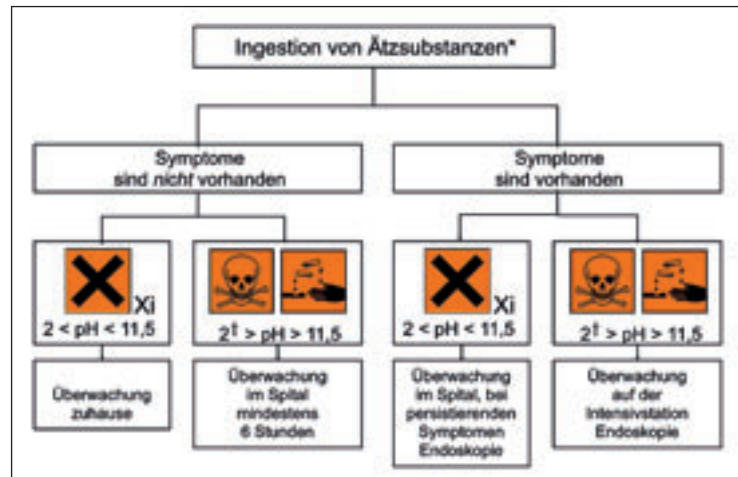 Ingestion von Ätzsubstanzen*
Symptome
sind nicht vorhanden
Symptome
sind vorhanden
Xi
2 < pH < 11,5
2† > pH > 11,5
Xi
2 < pH < 11,5
2† > pH > 11,5
Überwachung
zuhause
Überwachung
im Spital
mindestens
6 Stunden
Überwachung
im Spital, bei
persistierenden
Symptomen
Endoskopie
Überwachung
auf der
Intensivstation
Endoskopie